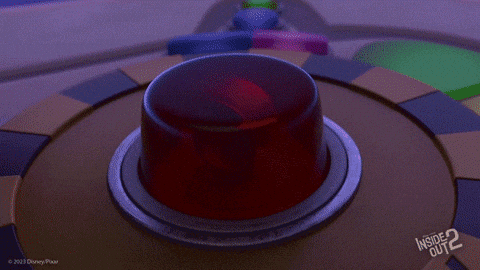 INSIDE
OUT 2
© 2023 Disney/Pixar